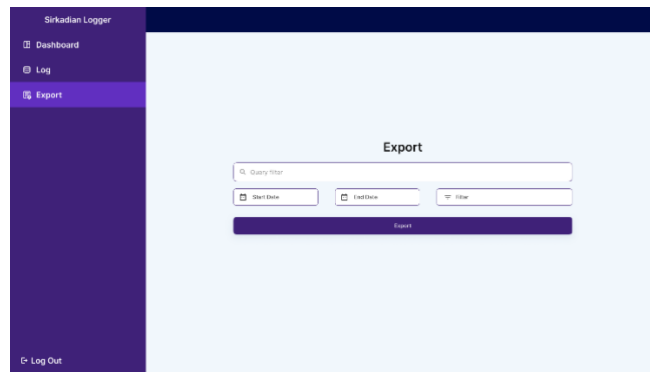 Sirkadian Logger
Dashboard
Log
Export
Export
Query filter
Start Date
End Date
Filter
Export
Log Out